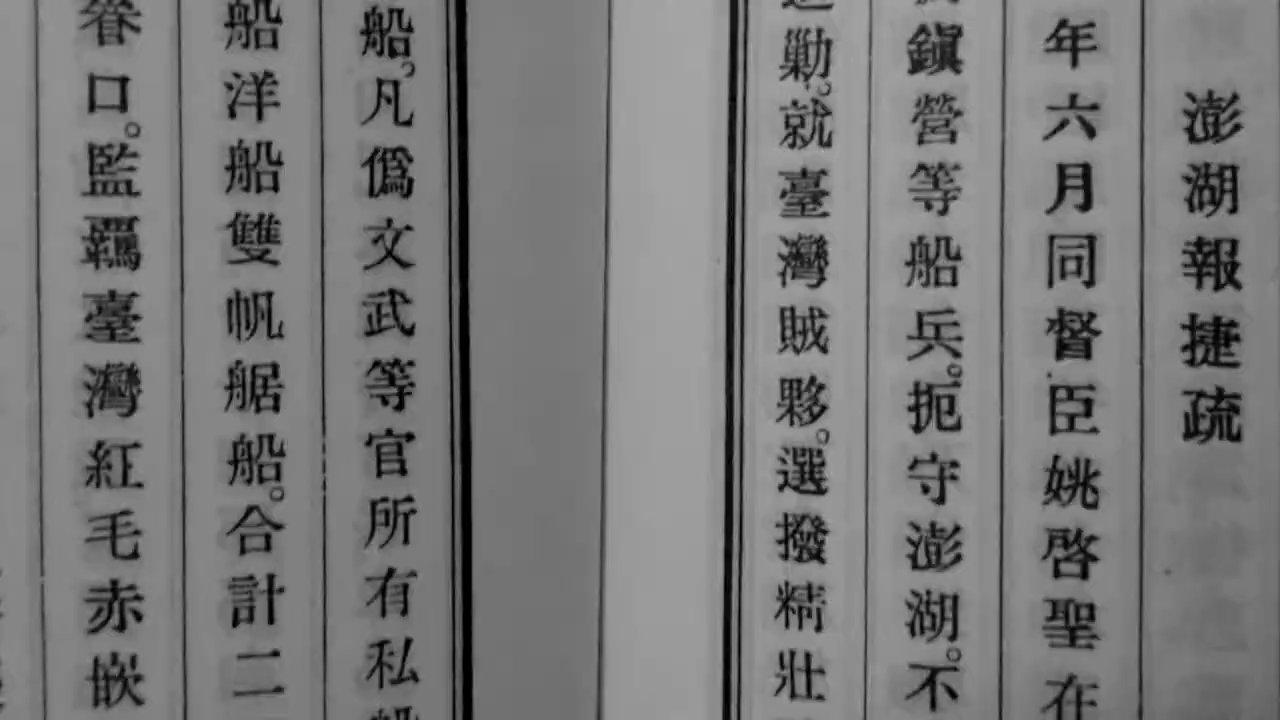 澎湖報捷疏
年六月同督臣姚啓聖在
鎭營等船兵。扼守澎湖。不
勦。就臺灣賊夥。選撥精壯
船。凡僞文武等官所有私船
船洋船雙帆艍船。合計二
眷口。監羈臺灣紅毛赤嵌